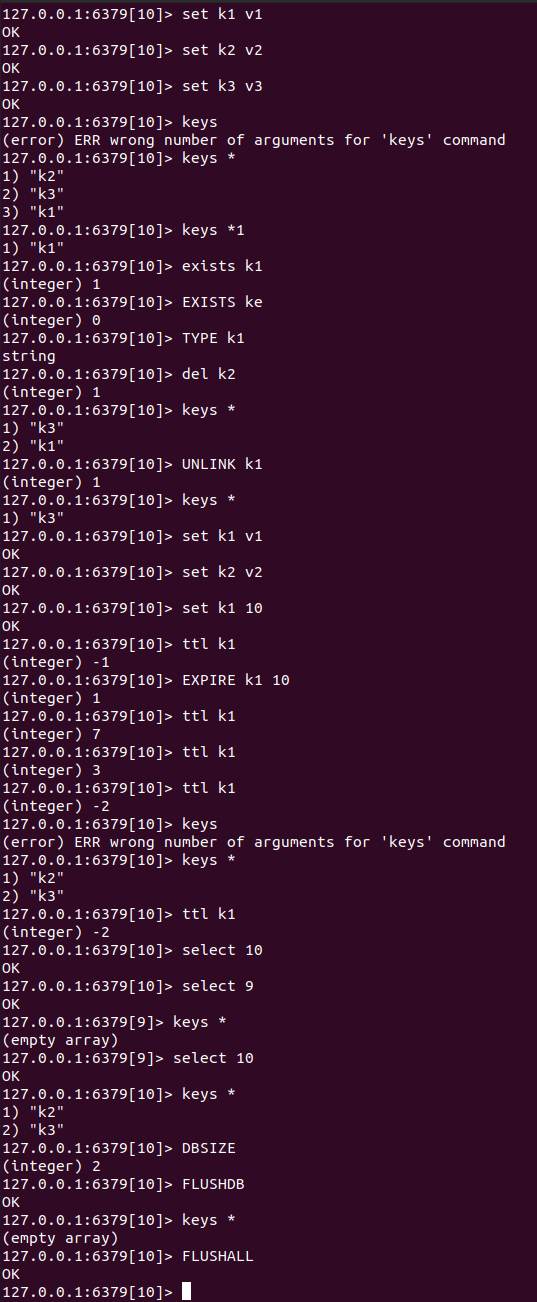 127.0.0.1:6379[10]> set k1 v1
OK
127.0.0.1:6379[10]> set k2 v2
OK
127.0.0.1:6379[10]> set k3 v3
OK
127.0.0.1:6379[10]> keys
(error) ERR wrong number of arguments for 'keys' command
127.0.0.1:6379[10]> keys *
1) "k2"
2) "k3"
3) "k1"
127.0.0.1:6379[10]> keys *1
1) "k1"
127.0.0.1:6379[10]> exists k1
(integer) 1
127.0.0.1:6379[10]> EXISTS ke
(integer) 0
127.0.0.1:6379[10]> TYPE k1
string
127.0.0.1:6379[10]> del k2
(integer) 1
127.0.0.1:6379[10]> keys *
1) "k3"
2) "k1"
127.0.0.1:6379[10]> UNLINK k1
(integer) 1
127.0.0.1:6379[10]> keys *
1) "k3"
127.0.0.1:6379[10]> set k1 v1
OK
127.0.0.1:6379[10]> set k2 v2
OK
127.0.0.1:6379[10]> set k1 10
OK
127.0.0.1:6379[10]> ttl k1
(integer) -1
127.0.0.1:6379[10]> EXPIRE k1 10
(integer) 1
127.0.0.1:6379[10]> ttl k1
(integer) 7
127.0.0.1:6379[10]> ttl k1
(integer) 3
127.0.0.1:6379[10]> ttl k1
(integer) -2
127.0.0.1:6379[10]> keys
(error) ERR wrong number of arguments for 'keys' command
127.0.0.1:6379[10]> keys *
1) "k2"
2) "k3"
127.0.0.1:6379[10]> ttl k1
(integer) -2
127.0.0.1:6379[10]> select 10
OK
127.0.0.1:6379[10]> select 9
OK
127.0.0.1:6379[9]> keys *
(empty array)
127.0.0.1:6379[9]> select 10
OK
127.0.0.1:6379[10]> keys *
1) "k2"
2) "k3"
127.0.0.1:6379[10]> DBSIZE
(integer) 2
127.0.0.1:6379[10]> FLUSHDB
OK
127.0.0.1:6379[10]> keys *
(empty array)
127.0.0.1:6379[10]> FLUSHALL
OK
127.0.0.1:6379[10]>